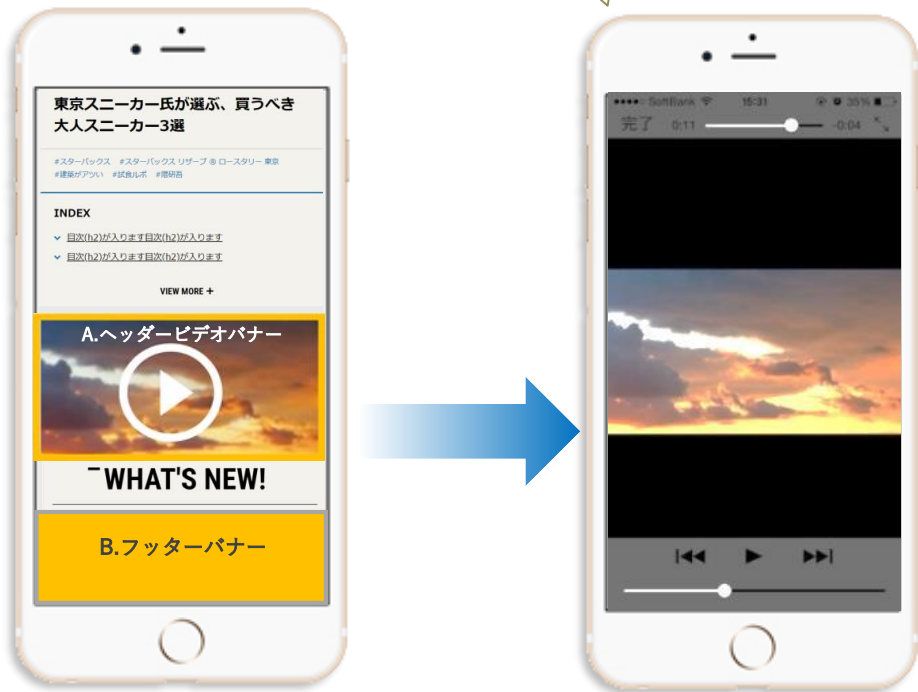 東京スニーカー氏が選ぶ、買うべき
大人スニーカー3選
#スターバックス #スターバックス リザーブ ® ロースタリー 東京
#建築がアツい #試食ルポ #隈研吾
INDEX
目次(h2)が入ります目次(h2)が入ります
目次(h2)が入ります目次(h2)が入ります
VIEW MORE +
A.ヘッダービデオバナー
WHAT'S NEW!
B.フッターバナー
SoftBank 15:31 35%
完了 0:11 -0:04